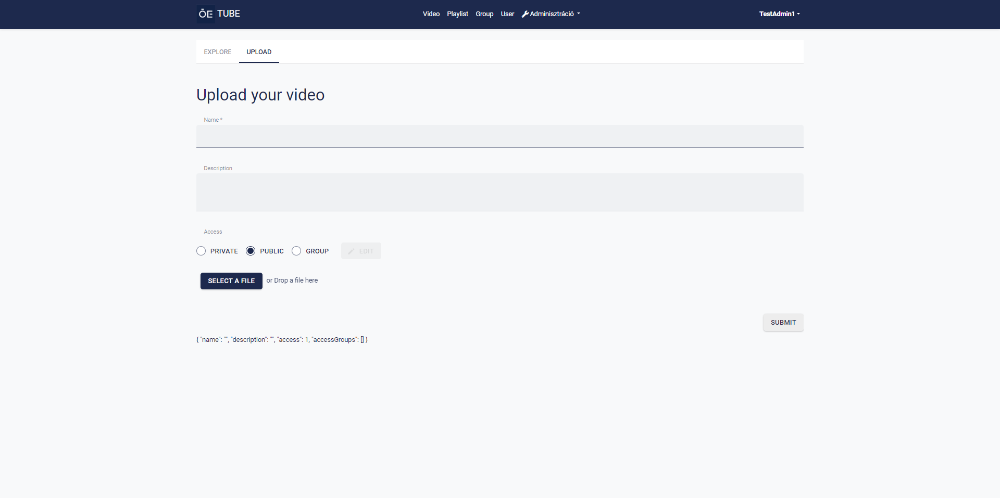 ŌE TUBE Video Playlist Group User Adminisztráció TestAdmin1
EXPLORE UPLOAD
Upload your video
Name *
Description
Access
PRIVATE PUBLIC GROUP EDIT
SELECT A FILE or Drop a file here
SUBMIT
{ "name": "", "description": "", "access": 1, "accessGroups": [] }